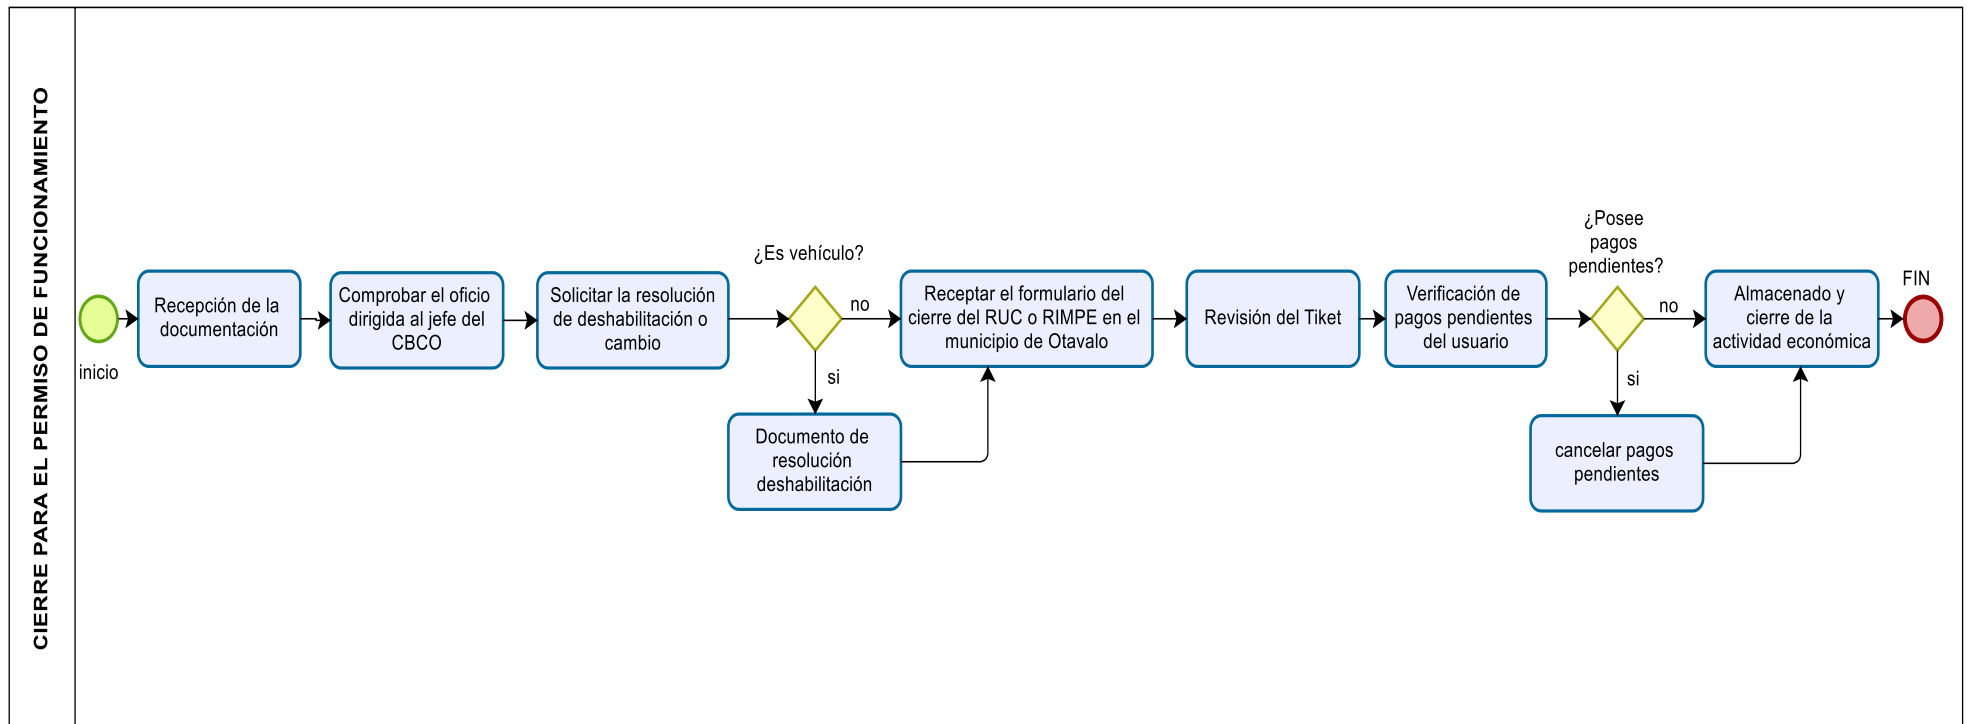 CIERRE PARA EL PERMISO DE FUNCIONAMIENTO
inicio
Recepción de la
documentación
Comprobar el oficio
dirigida al jefe del
CBCO
Solicitar la resolución
de deshabilitación o
cambio
¿Es vehículo?
no
si
Documento de
resolución
deshabilitación
Receptar el formulario del
cierre del RUC o RIMPE en el
municipio de Otavalo
Revisión del Tiket
Verificación de
pagos pendientes
del usuario
¿Posee
pagos
pendientes?
no
si
cancelar pagos
pendientes
Almacenado y
cierre de la
actividad económica
FIN